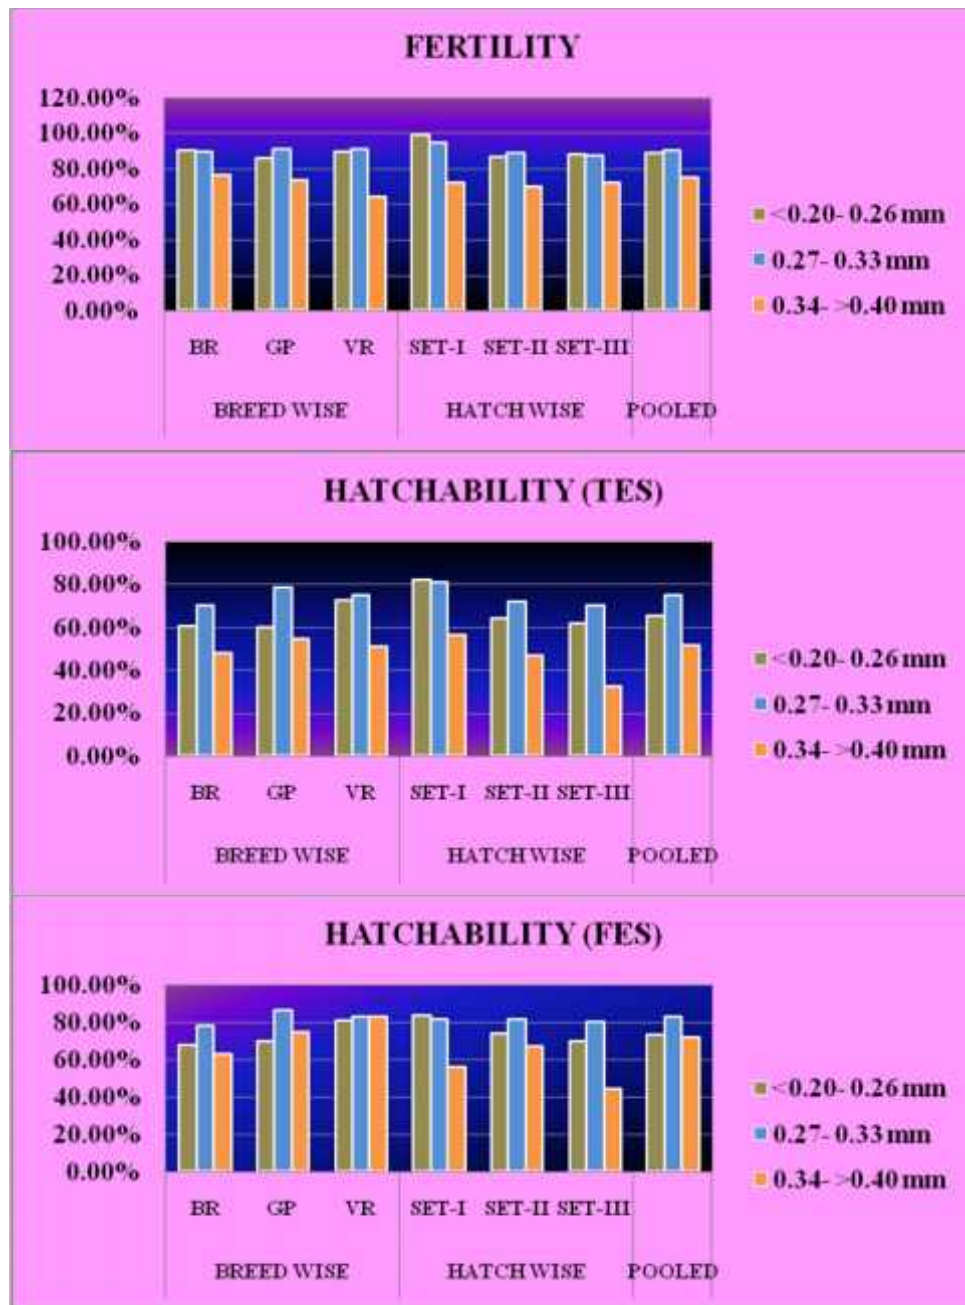 FERTILITY
120.00%
100.00%
80.00%
60.00%
40.00%
20.00%
0.00%
<0.20- 0.26 mm
0.27- 0.33 mm
0.34- >0.40 mm
BR GP VR SET-I SET-II SET-III
BREED WISE HATCH WISE POOLED
HATCHABILITY (TES)
100.00%
80.00%
60.00%
40.00%
20.00%
0.00%
<0.20- 0.26 mm
0.27- 0.33 mm
0.34- >0.40 mm
BR GP VR SET-I SET-II SET-III
BREED WISE HATCH WISE POOLED
HATCHABILITY (FES)
100.00%
80.00%
60.00%
40.00%
20.00%
0.00%
<0.20- 0.26 mm
0.27- 0.33 mm
0.34- >0.40 mm
BR GP VR SET-I SET-II SET-III
BREED WISE HATCH WISE POOLED